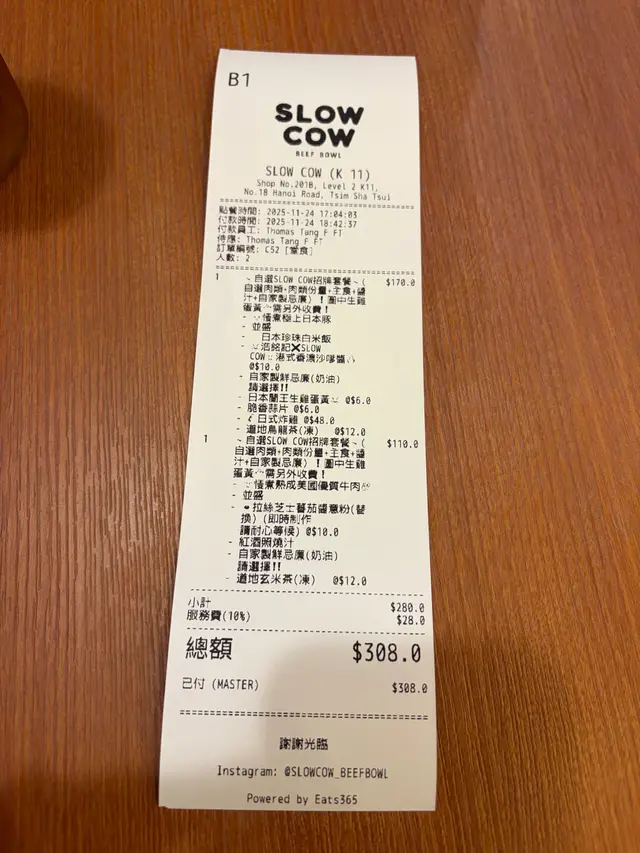 B1
SLOW
COW
BEEF BOWL
SLOW COW (K 11)
Shop No.201B, Level 2 K11,
No.18 Hanoi Road, Tsim Sha Tsui
點餐時間: 2025-11-24 17:04:03
付款時間: 2025-11-24 18:42:37
付款員工: Thomas Tang F FT
侍應: Thomas Tang F FT
訂單編號: C52 [堂食]
人數: 2
1 ~自選SLOW COW招牌套餐~( $170.0
自選肉類+肉類份量+主食+醬
汁+自家製忌廉)！圖中生雞
蛋黃 需另外收費！
- 慢煮極上日本豚
- 並盛
- 日本珍珠白米飯
- 浩銘記❌SLOW
COW 港式香濃沙嗲醬
@$10.0
- 自家製鮮忌廉(奶油)
請選擇!!
- 日本蘭王生雞蛋黃 @$6.0
- 脆香蒜片 @$6.0
- 日式炸雞 @$48.0
- 道地烏龍茶(凍) @$12.0
1 ~自選SLOW COW招牌套餐~( $110.0
自選肉類+肉類份量+主食+醬
汁+自家製忌廉)！圖中生雞
蛋黃 需另外收費！
- 慢煮熟成美國優質牛肉
- 並盛
- 拉絲芝士蕃茄醬意粉(替
換)(即時制作
請耐心等候) @$10.0
- 紅酒照燒汁
- 自家製鮮忌廉(奶油)
請選擇!!
- 道地玄米茶(凍) @$12.0
小計 $280.0
服務費(10%) $28.0
總額 $308.0
已付 (MASTER) $308.0
謝謝光臨
Instagram: @SLOWCOW_BEEFBOWL
Powered by Eats365